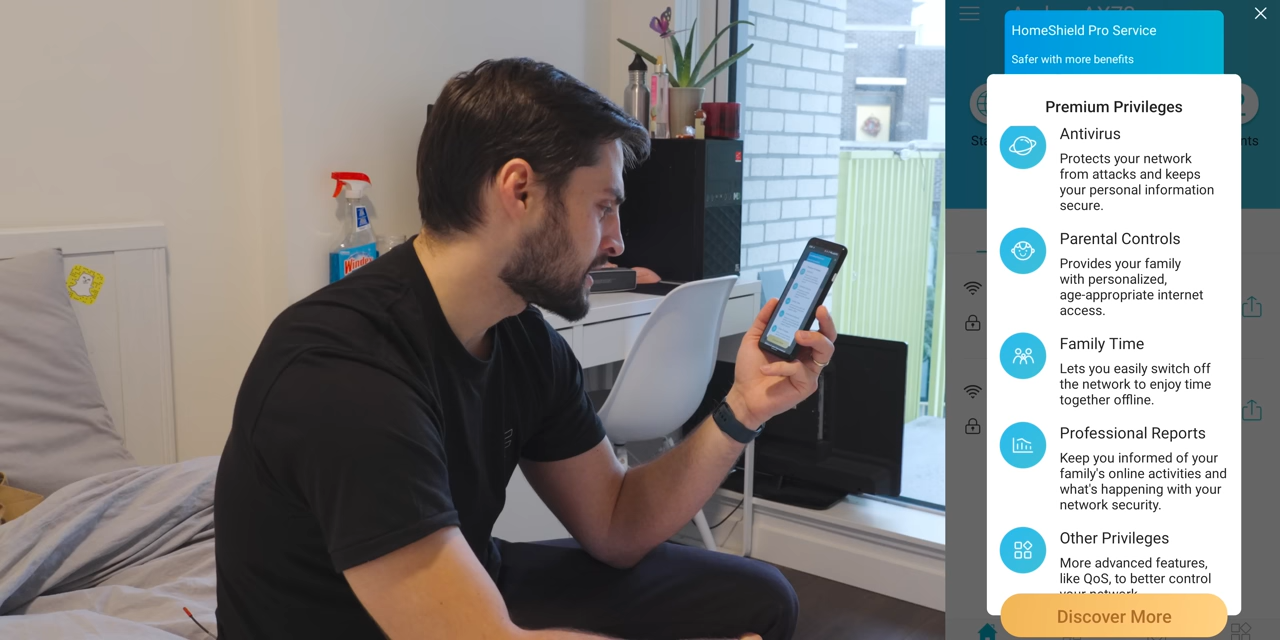 Windex
HomeShield Pro Service
Safer with more benefits
Premium Privileges
Antivirus
Protects your network
from attacks and keeps
your personal information
secure.
Parental Controls
Provides your family
with personalized,
age-appropriate internet
access.
Family Time
Lets you easily switch off
the network to enjoy time
together offline.
Professional Reports
Keep you informed of your
family's online activities and
what's happening with your
network security.
Other Privileges
More advanced features,
like QoS, to better control
your network
Discover More